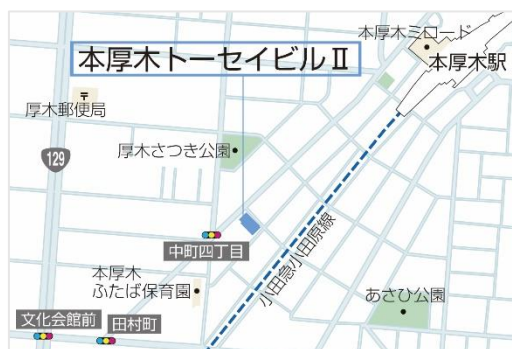 本厚木ミロード
本厚木駅
本厚木トーセイビルⅡ
〒
厚木郵便局
129
厚木さつき公園
中町四丁目
小田急小田原線
本厚木
ふたば保育園
あさひ公園
文化会館前
田村町